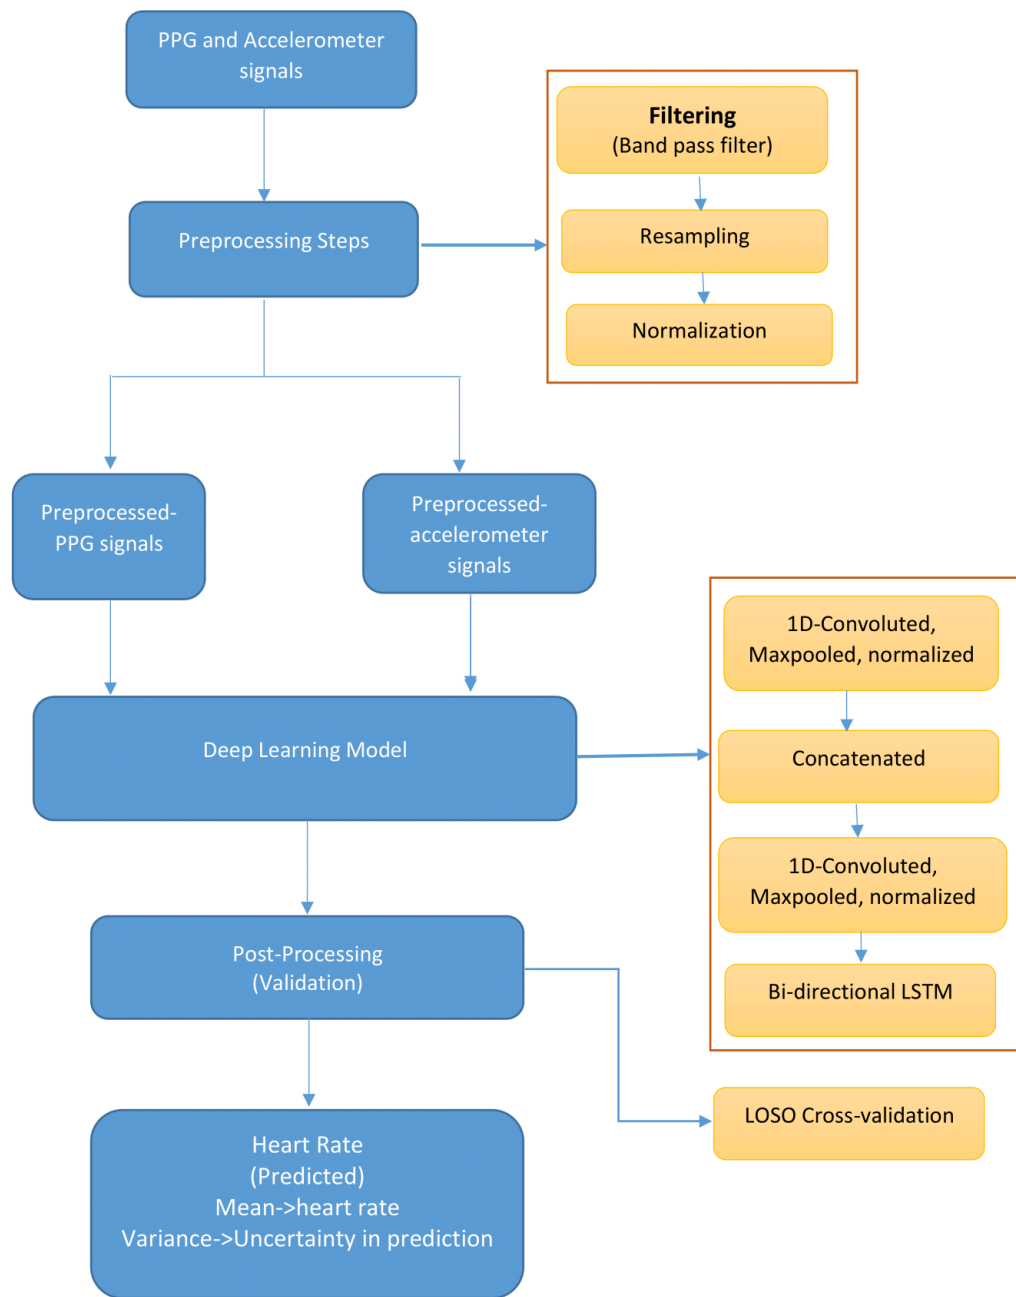 PPG and Accelerometer
signals
Filtering
(Band pass filter)
Preprocessing Steps
Resampling
Normalization
Preprocessed-
PPG signals
Preprocessed-
accelerometer
signals
1D-Convoluted,
Maxpooled, normalized
Deep Learning Model
Concatenated
1D-Convoluted,
Maxpooled, normalized
Post-Processing
(Validation)
Bi-directional LSTM
LOSO Cross-validation
Heart Rate
(Predicted)
Mean->heart rate
Variance->Uncertainty in prediction